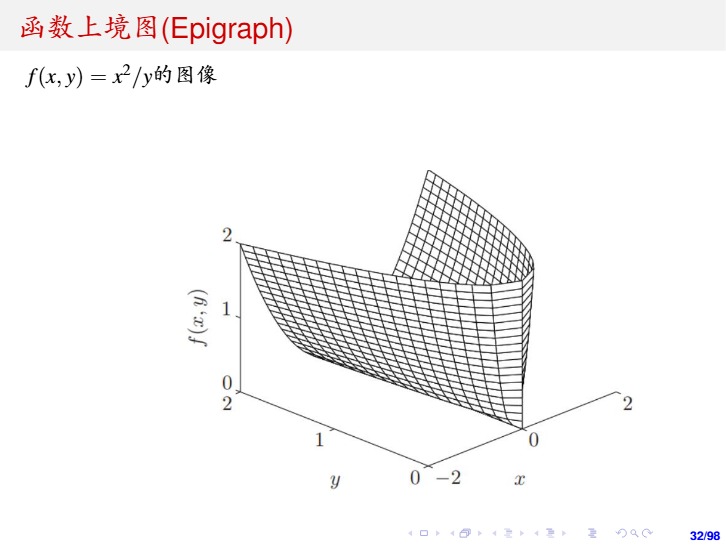 函数上境图(Epigraph)
f(x, y) = x²/y的图像
2
1
0
f(x, y)
2
1
0
y
−2
0
2
x
32/98